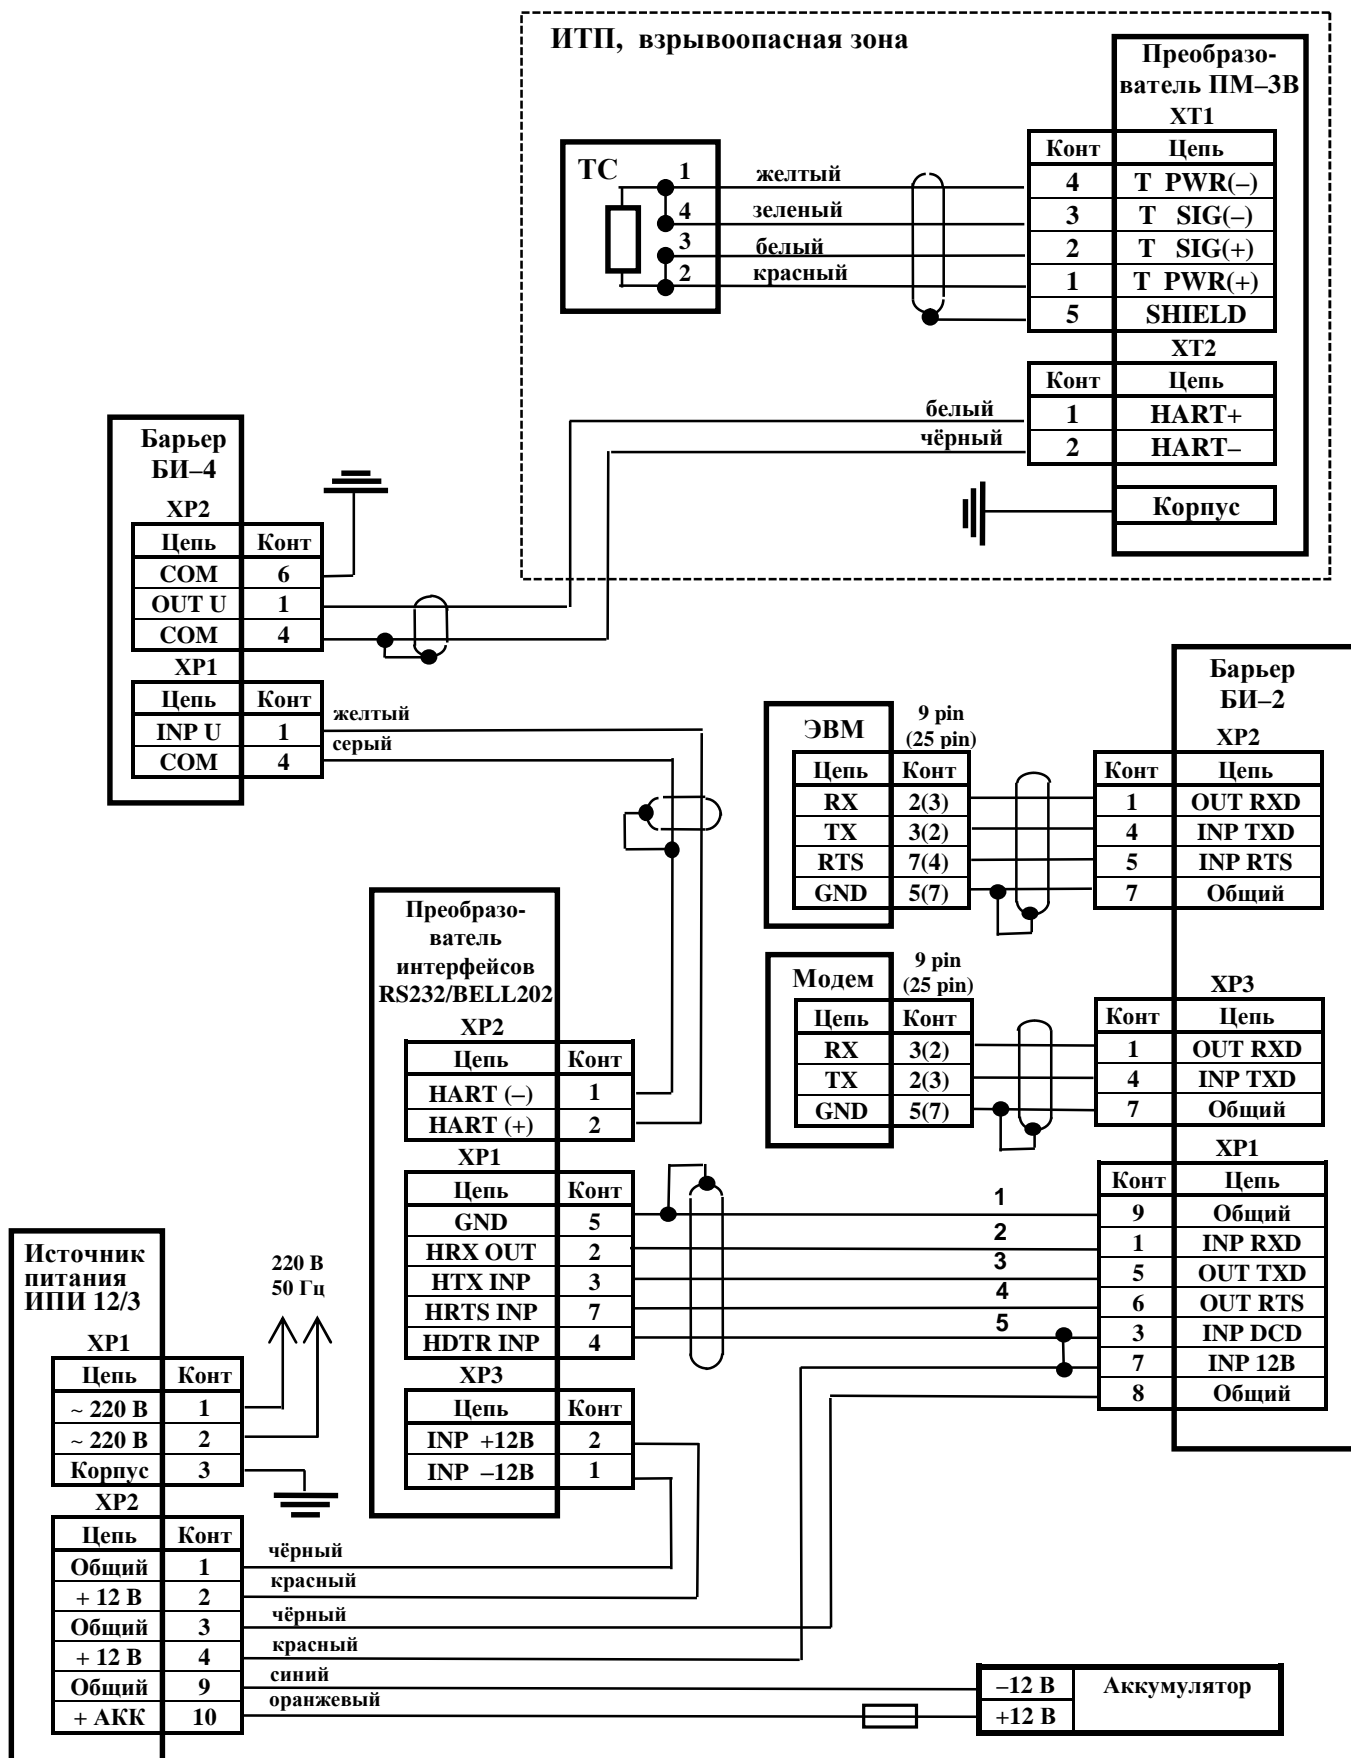 ИТП, взрывоопасная зона
Преобразо-
ватель ПМ–3В
XT1
Конт Цепь
4 T PWR(–)
3 T SIG(–)
2 T SIG(+)
1 T PWR(+)
5 SHIELD
ТС
1
4
3
2
желтый
зеленый
белый
красный
XT2
Конт Цепь
1 HART+
2 HART–
белый
чёрный
Корпус
Барьер
БИ–4
XP2
Цепь Конт
COM 6
OUT U 1
COM 4
XP1
Цепь Конт
INP U 1
COM 4
желтый
серый
ЭВМ
9 pin
(25 pin)
Цепь Конт
RX 2(3)
TX 3(2)
RTS 7(4)
GND 5(7)
Барьер
БИ–2
XP2
Конт Цепь
1 OUT RXD
4 INP TXD
5 INP RTS
7 Общий
Модем
9 pin
(25 pin)
Цепь Конт
RX 3(2)
TX 2(3)
GND 5(7)
XP3
Конт Цепь
1 OUT RXD
4 INP TXD
7 Общий
XP1
Конт Цепь
9 Общий
1 INP RXD
5 OUT TXD
6 OUT RTS
3 INP DCD
7 INP 12В
8 Общий
Преобразо-
ватель
интерфейсов
RS232/BELL202
XP2
Цепь Конт
HART (–) 1
HART (+) 2
XP1
Цепь Конт
GND 5
HRX OUT 2
HTX INP 3
HRTS INP 7
HDTR INP 4
1
2
3
4
5
XP3
Цепь Конт
INP +12В 2
INP –12В 1
Источник
питания
ИПИ 12/3
220 В
50 Гц
XP1
Цепь Конт
~ 220 В 1
~ 220 В 2
Корпус 3
XP2
Цепь Конт
Общий 1
+ 12 В 2
Общий 3
+ 12 В 4
Общий 9
+ АКК 10
чёрный
красный
чёрный
красный
синий
оранжевый
–12 В Аккумулятор
+12 В